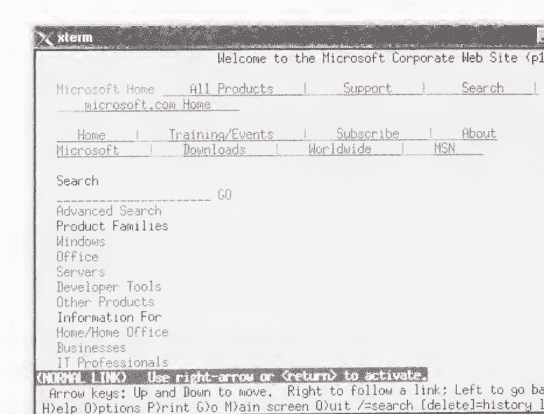 xterm
Welcome to the Microsoft Corporate Web Site (p1
Microsoft Home All Products | Support | Search |
microsoft.com Home
Home | Training/Events | Subscribe | About
Microsoft | Downloads | Worldwide | MSN
Search
____________________ GO
Advanced Search
Product Families
Windows
Office
Servers
Developer Tools
Other Products
Information For
Home/Home Office
Businesses
IT Professionals
(NORMAL LINK) Use right-arrow or <return> to activate.
Arrow keys: Up and Down to move. Right to follow a link; Left to go ba
H)elp O)ptions P)rint G)o M)ain screen Q)uit /=search [delete]=history l